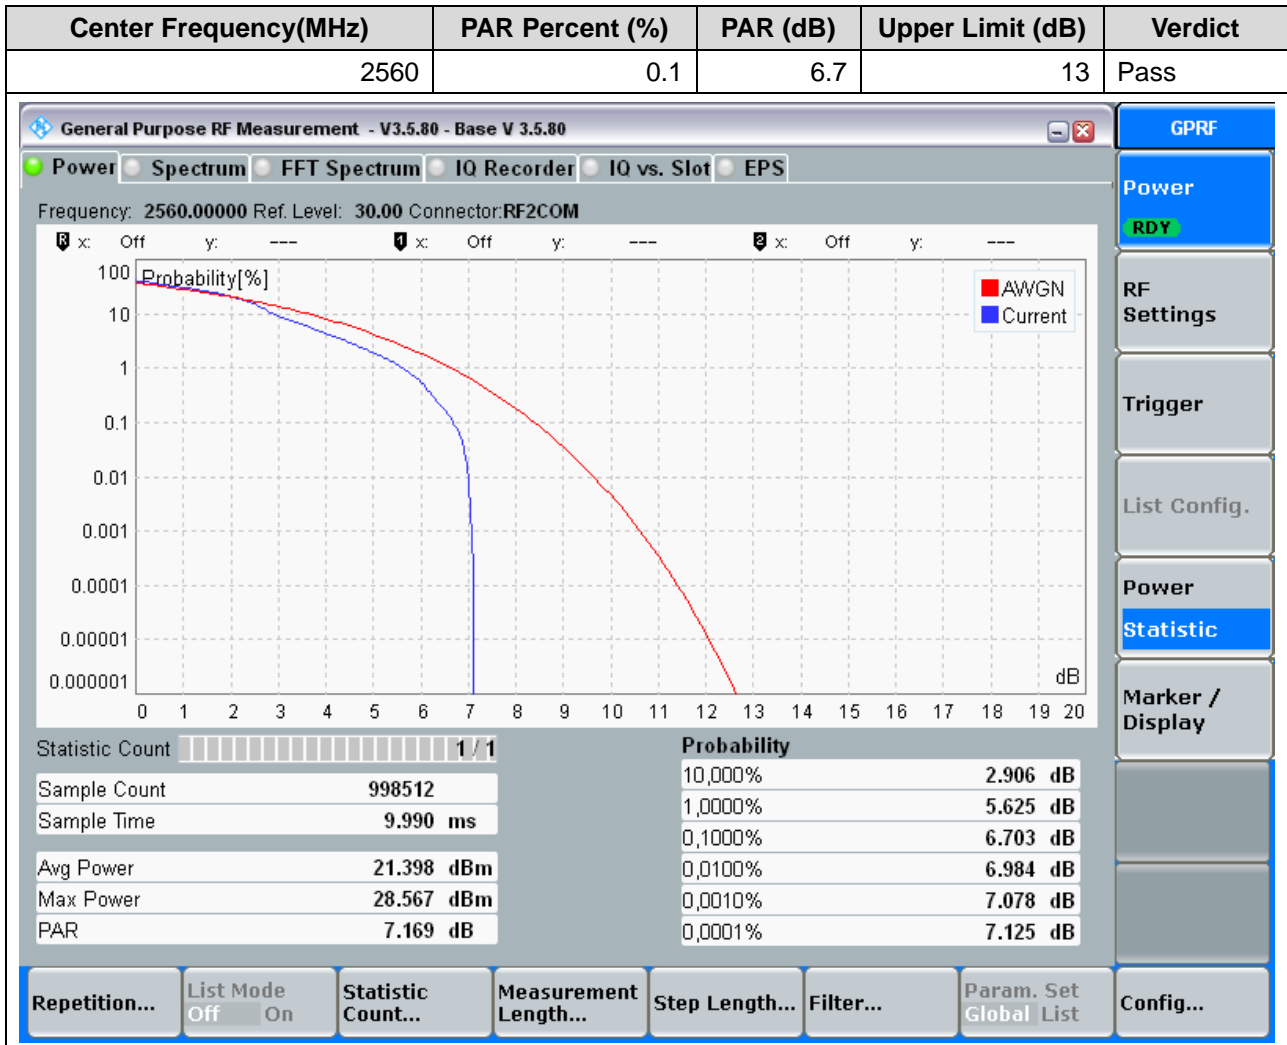 Center Frequency(MHz) PAR Percent (%) PAR (dB) Upper Limit (dB) Verdict
2560 0.1 6.7 13 Pass
General Purpose RF Measurement - V3.5.80 - Base V 3.5.80
GPRF
Power Spectrum FFT Spectrum IQ Recorder IQ vs. Slot EPS
Frequency: 2560.00000 Ref. Level: 30.00 Connector:RF2COM
R x: Off y: --- 1 x: Off y: --- 2 x: Off y: ---
Probability[%]
100
10
1
0.1
0.01
0.001
0.0001
0.00001
0.000001
AWGN
Current
dB
0 1 2 3 4 5 6 7 8 9 10 11 12 13 14 15 16 17 18 19 20
Statistic Count 1 / 1
Sample Count 998512
Sample Time 9.990 ms
Avg Power 21.398 dBm
Max Power 28.567 dBm
PAR 7.169 dB
Probability
10,000% 2.906 dB
1,0000% 5.625 dB
0,1000% 6.703 dB
0,0100% 6.984 dB
0,0010% 7.078 dB
0,0001% 7.125 dB
Power
RDY
RF
Settings
Trigger
List Config.
Power
Statistic
Marker /
Display
Repetition...
List Mode
Off On
Statistic
Count...
Measurement
Length...
Step Length...
Filter...
Param. Set
Global List
Config...